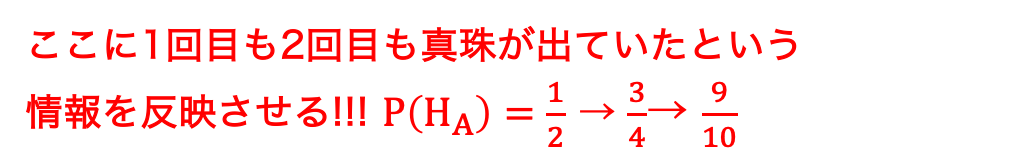 ここに1回目も2回目も真珠が出ていたという
情報を反映させる!!! P(H_A) = 1/2 → 3/4 → 9/10